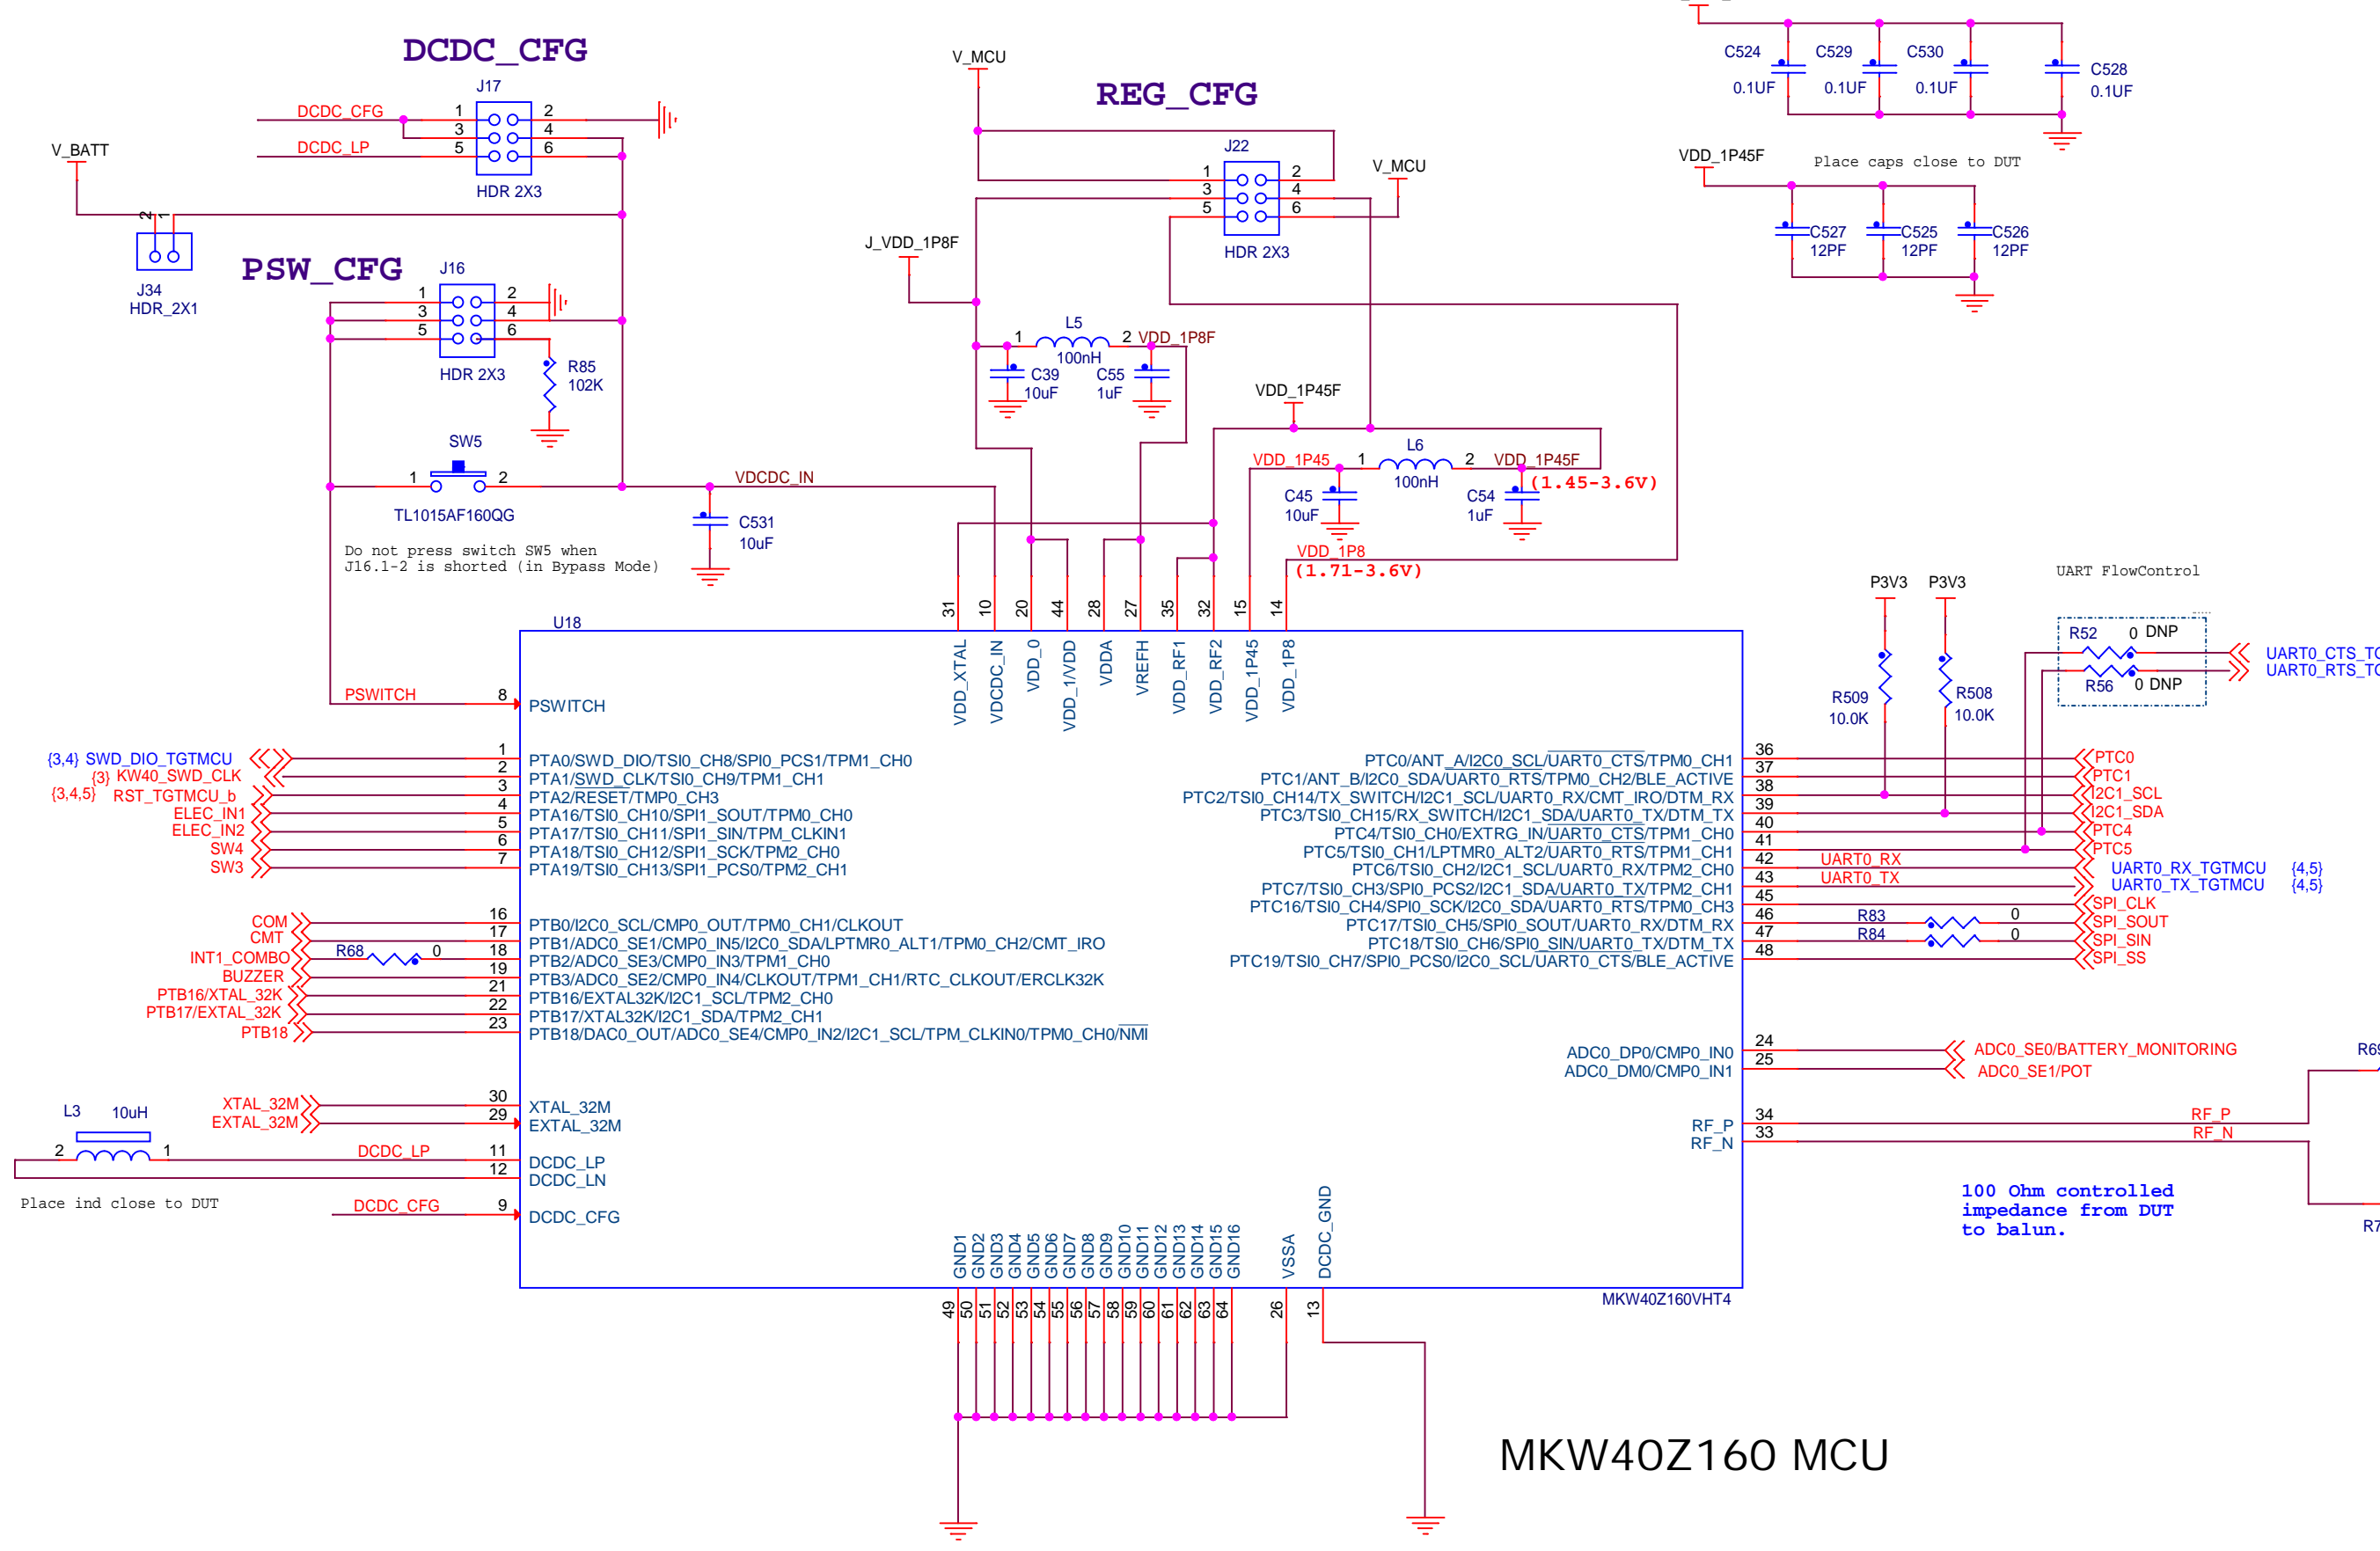 DCDC_CFG
J17
DCDC_CFG
DCDC_LP
1
3
5
2
4
6
HDR 2X3
V_BATT
2
1
J34
HDR_2X1
PSW_CFG
J16
1
3
5
2
4
6
HDR 2X3
R85
102K
SW5
1
2
TL1015AF160QG
Do not press switch SW5 when
J16.1-2 is shorted (in Bypass Mode)
VDCDC_IN
C531
10uF
V_MCU
REG_CFG
J22
1
3
5
2
4
6
HDR 2X3
V_MCU
J_VDD_1P8F
L5
1
2
100nH
VDD_1P8F
C39
10uF
C55
1uF
VDD_1P45F
L6
VDD_1P45
1
2
100nH
VDD_1P45F
(1.45-3.6V)
C45
10uF
C54
1uF
VDD_1P8
(1.71-3.6V)
C524
0.1UF
C529
0.1UF
C530
0.1UF
C528
0.1UF
VDD_1P45F
Place caps close to DUT
C527
12PF
C525
12PF
C526
12PF
P3V3
P3V3
R509
10.0K
R508
10.0K
UART FlowControl
R52
0 DNP
R56
0 DNP
UART0_CTS_TG
UART0_RTS_TG
U18
31
10
20
44
28
27
35
32
15
14
VDD_XTAL
VDCDC_IN
VDD_0
VDD_1/VDD
VDDA
VREFH
VDD_RF1
VDD_RF2
VDD_1P45
VDD_1P8
PSWITCH 8 PSWITCH
{3,4} SWD_DIO_TGTMCU 1 PTA0/SWD_DIO/TSI0_CH8/SPI0_PCS1/TPM1_CH0
{3} KW40_SWD_CLK 2 PTA1/SWD_CLK/TSI0_CH9/TPM1_CH1
{3,4,5} RST_TGTMCU_b 3 PTA2/RESET/TMP0_CH3
ELEC_IN1 4 PTA16/TSI0_CH10/SPI1_SOUT/TPM0_CH0
ELEC_IN2 5 PTA17/TSI0_CH11/SPI1_SIN/TPM_CLKIN1
SW4 6 PTA18/TSI0_CH12/SPI1_SCK/TPM2_CH0
SW3 7 PTA19/TSI0_CH13/SPI1_PCS0/TPM2_CH1
COM 16 PTB0/I2C0_SCL/CMP0_OUT/TPM0_CH1/CLKOUT
CMT 17 PTB1/ADC0_SE1/CMP0_IN5/I2C0_SDA/LPTMR0_ALT1/TPM0_CH2/CMT_IRO
INT1_COMBO R68 0 18 PTB2/ADC0_SE3/CMP0_IN3/TPM1_CH0
BUZZER 19 PTB3/ADC0_SE2/CMP0_IN4/CLKOUT/TPM1_CH1/RTC_CLKOUT/ERCLK32K
PTB16/XTAL_32K 21 PTB16/EXTAL32K/I2C1_SCL/TPM2_CH0
PTB17/EXTAL_32K 22 PTB17/XTAL32K/I2C1_SDA/TPM2_CH1
PTB18 23 PTB18/DAC0_OUT/ADC0_SE4/CMP0_IN2/I2C1_SCL/TPM_CLKIN0/TPM0_CH0/NMI
XTAL_32M 30 XTAL_32M
EXTAL_32M 29 EXTAL_32M
L3 10uH
2 1 DCDC_LP 11 DCDC_LP
12 DCDC_LN
Place ind close to DUT
DCDC_CFG 9 DCDC_CFG
PTC0/ANT_A/I2C0_SCL/UART0_CTS/TPM0_CH1 36 PTC0
PTC1/ANT_B/I2C0_SDA/UART0_RTS/TPM0_CH2/BLE_ACTIVE 37 PTC1
PTC2/TSI0_CH14/TX_SWITCH/I2C1_SCL/UART0_RX/CMT_IRO/DTM_RX 38 I2C1_SCL
PTC3/TSI0_CH15/RX_SWITCH/I2C1_SDA/UART0_TX/DTM_TX 39 I2C1_SDA
PTC4/TSI0_CH0/EXTRG_IN/UART0_CTS/TPM1_CH0 40 PTC4
PTC5/TSI0_CH1/LPTMR0_ALT2/UART0_RTS/TPM1_CH1 41 PTC5
PTC6/TSI0_CH2/I2C1_SCL/UART0_RX/TPM2_CH0 42 UART0_RX UART0_RX_TGTMCU {4,5}
PTC7/TSI0_CH3/SPI0_PCS2/I2C1_SDA/UART0_TX/TPM2_CH1 43 UART0_TX UART0_TX_TGTMCU {4,5}
PTC16/TSI0_CH4/SPI0_SCK/I2C0_SDA/UART0_RTS/TPM0_CH3 45 SPI_CLK
PTC17/TSI0_CH5/SPI0_SOUT/UART0_RX/DTM_RX 46 R83 0 SPI_SOUT
PTC18/TSI0_CH6/SPI0_SIN/UART0_TX/DTM_TX 47 R84 0 SPI_SIN
PTC19/TSI0_CH7/SPI0_PCS0/I2C0_SCL/UART0_CTS/BLE_ACTIVE 48 SPI_SS
ADC0_DP0/CMP0_IN0 24 ADC0_SE0/BATTERY_MONITORING
ADC0_DM0/CMP0_IN1 25 ADC0_SE1/POT
R69
RF_P 34 RF_P
RF_N 33 RF_N
100 Ohm controlled
impedance from DUT
to balun.
R7
GND1
GND2
GND3
GND4
GND5
GND6
GND7
GND8
GND9
GND10
GND11
GND12
GND13
GND14
GND15
GND16
VSSA
DCDC_GND
49
50
51
52
53
54
55
56
57
58
59
60
61
62
63
64
26
13
MKW40Z160VHT4
MKW40Z160 MCU